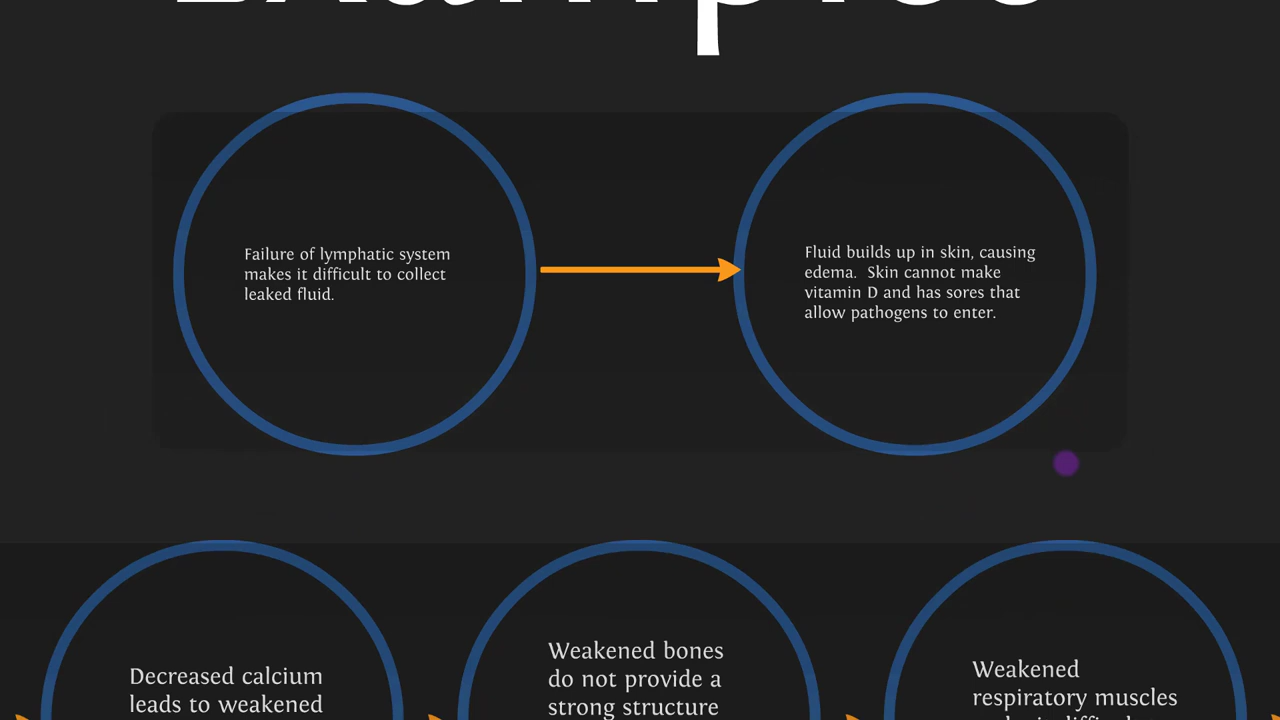 Examples
Failure of lymphatic system
makes it difficult to collect
leaked fluid.
Fluid builds up in skin, causing
edema.  Skin cannot make
vitamin D and has sores that
allow pathogens to enter.
Decreased calcium
leads to weakened
Weakened bones
do not provide a
strong structure
Weakened
respiratory muscles